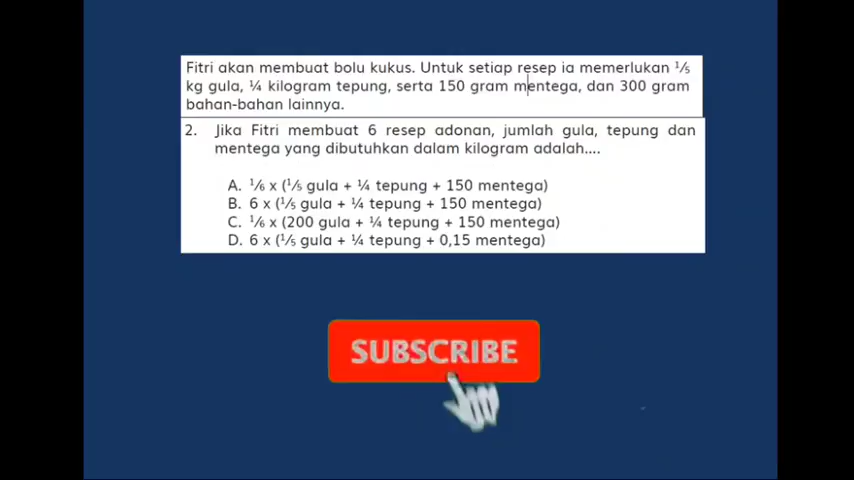 Fitri akan membuat bolu kukus. Untuk setiap resep ia memerlukan ⅕
kg gula, ¼ kilogram tepung, serta 150 gram mentega, dan 300 gram
bahan-bahan lainnya.
2. Jika Fitri membuat 6 resep adonan, jumlah gula, tepung dan
mentega yang dibutuhkan dalam kilogram adalah....
A. ⅙ x (⅕ gula + ¼ tepung + 150 mentega)
B. 6 x (⅕ gula + ¼ tepung + 150 mentega)
C. ⅙ x (200 gula + ¼ tepung + 150 mentega)
D. 6 x (⅕ gula + ¼ tepung + 0,15 mentega)
SUBSCRIBE